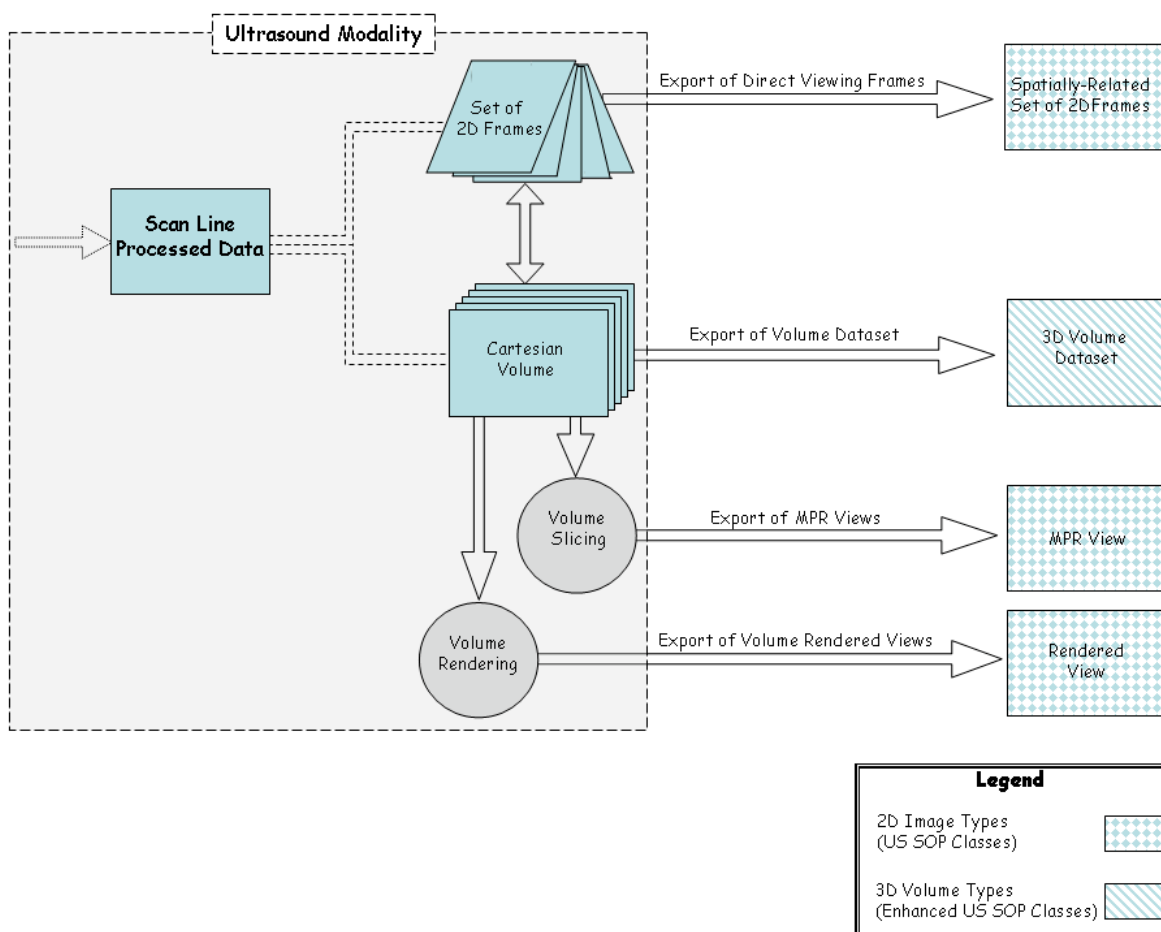 Ultrasound Modality
Set of
2D Frames
Export of Direct Viewing Frames
Spatially-Related
Set of 2D Frames
Scan Line
Processed Data
Cartesian
Volume
Export of Volume Dataset
3D Volume
Dataset
Volume
Slicing
Export of MPR Views
MPR View
Volume
Rendering
Export of Volume Rendered Views
Rendered
View
Legend
2D Image Types
(US SOP Classes)
3D Volume Types
(Enhanced US SOP Classes)